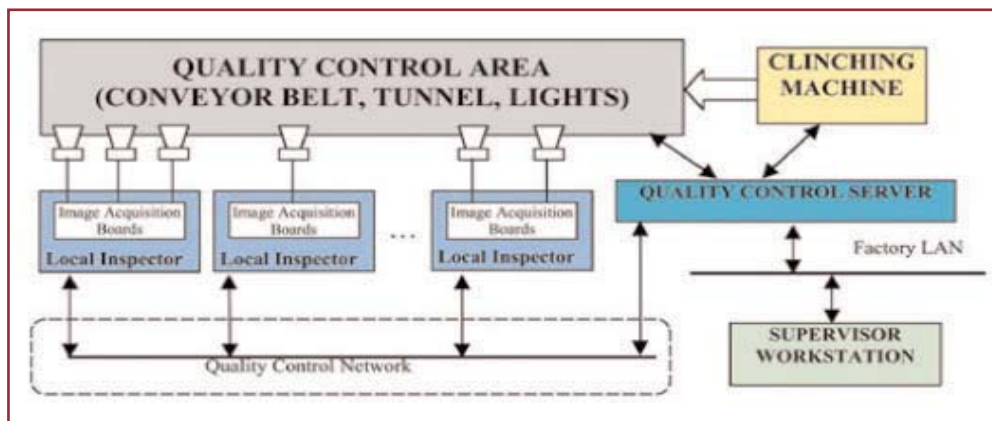 QUALITY CONTROL AREA
(CONVEYOR BELT, TUNNEL, LIGHTS)
CLINCHING
MACHINE
QUALITY CONTROL SERVER
Image Acquisition
Boards
Local Inspector
Image Acquisition
Boards
Local Inspector
...
Image Acquisition
Boards
Local Inspector
Factory LAN
SUPERVISOR
WORKSTATION
Quality Control Network